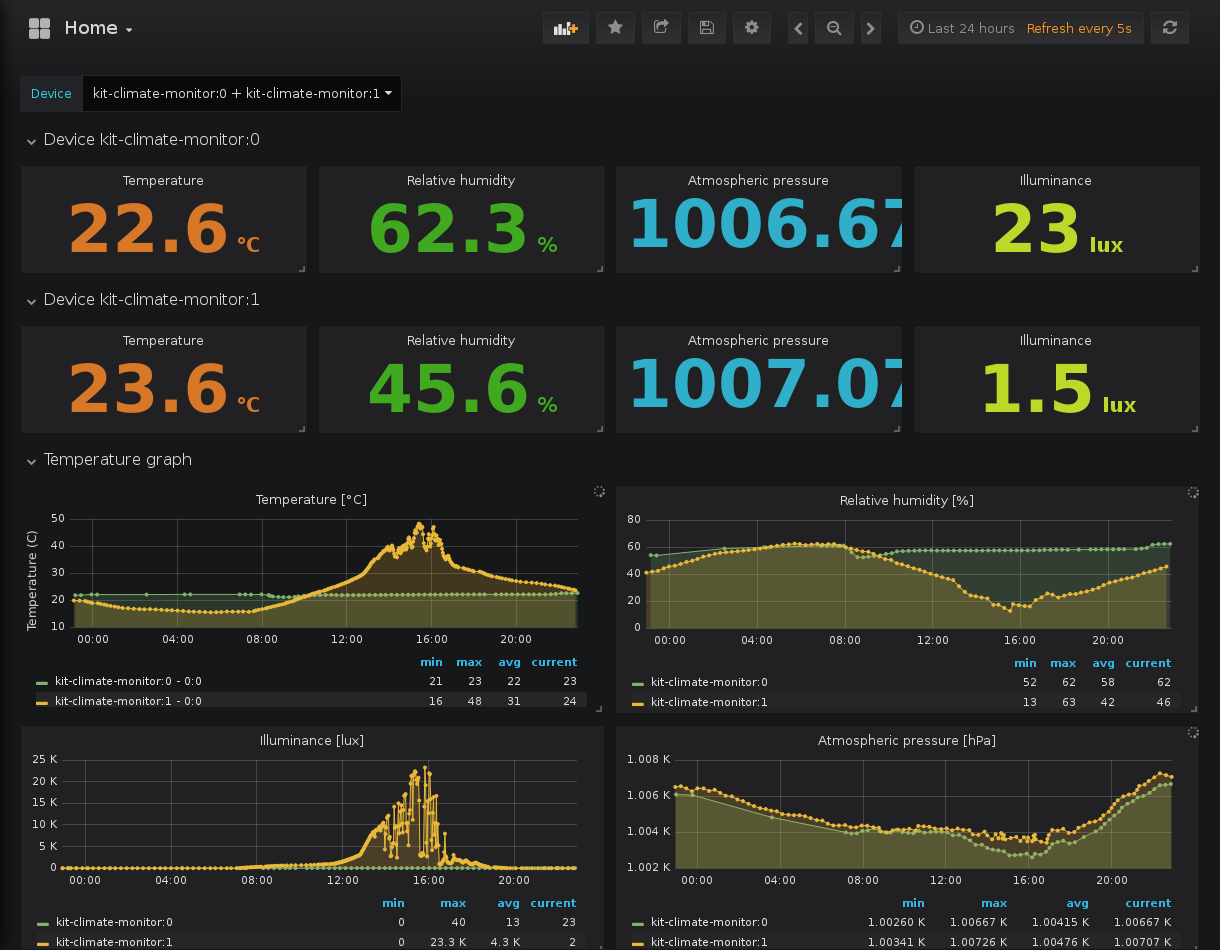 Home
Last 24 hours Refresh every 5s
Device kit-climate-monitor:0 + kit-climate-monitor:1
Device kit-climate-monitor:0
Temperature Relative humidity Atmospheric pressure Illuminance
22.6 °C 62.3 % 1006.67 23 lux
Device kit-climate-monitor:1
Temperature Relative humidity Atmospheric pressure Illuminance
23.6 °C 45.6 % 1007.07 1.5 lux
Temperature graph
Temperature [°C]
Temperature (C)
50
40
30
20
10
00:00 04:00 08:00 12:00 16:00 20:00
min max avg current
kit-climate-monitor:0 - 0:0 21 23 22 23
kit-climate-monitor:1 - 0:0 16 48 31 24
Relative humidity [%]
80
60
40
20
0
00:00 04:00 08:00 12:00 16:00 20:00
min max avg current
kit-climate-monitor:0 52 62 58 62
kit-climate-monitor:1 13 63 42 46
Illuminance [lux]
25 K
20 K
15 K
10 K
5 K
0
00:00 04:00 08:00 12:00 16:00 20:00
min max avg current
kit-climate-monitor:0 0 40 13 23
kit-climate-monitor:1 0 23.3 K 4.3 K 2
Atmospheric pressure [hPa]
1.008 K
1.006 K
1.004 K
1.002 K
00:00 04:00 08:00 12:00 16:00 20:00
min max avg current
kit-climate-monitor:0 1.00260 K 1.00667 K 1.00415 K 1.00667 K
kit-climate-monitor:1 1.00341 K 1.00726 K 1.00476 K 1.00707 K